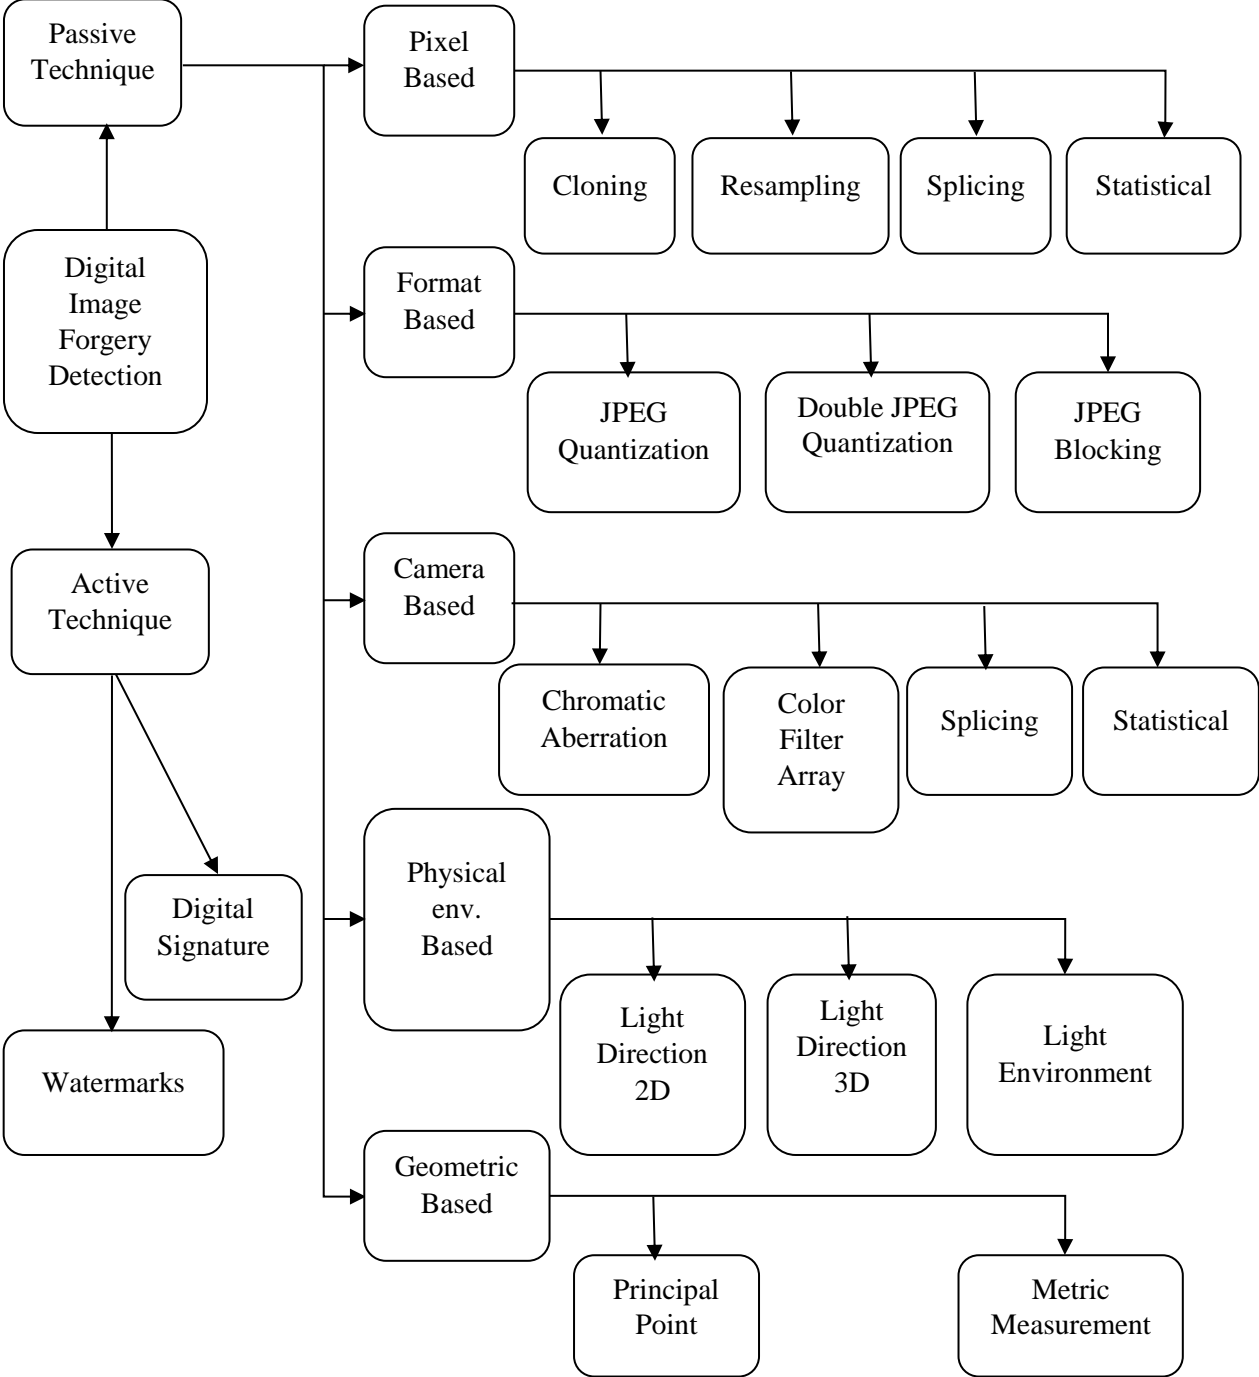 Passive
Technique
Pixel
Based
Cloning
Resampling
Splicing
Statistical
Digital
Image
Forgery
Detection
Format
Based
JPEG
Quantization
Double JPEG
Quantization
JPEG
Blocking
Active
Technique
Camera
Based
Chromatic
Aberration
Color
Filter
Array
Splicing
Statistical
Digital
Signature
Watermarks
Physical
env.
Based
Light
Direction
2D
Light
Direction
3D
Light
Environment
Geometric
Based
Principal
Point
Metric
Measurement